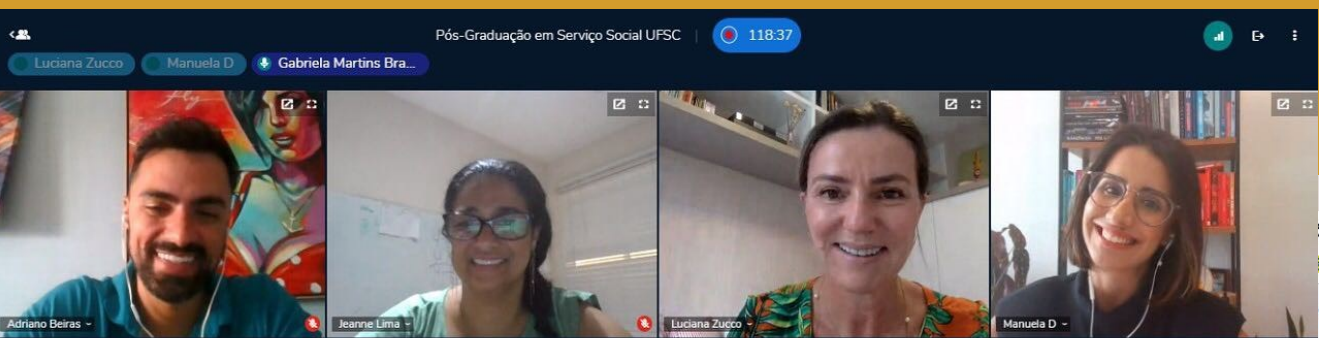 Pós-Graduação em Serviço Social UFSC | 118:37
Luciana Zucco Manuela D Gabriela Martins Bra...
fly
Adriano Beiras Jeanne Lima Luciana Zucco Manuela D